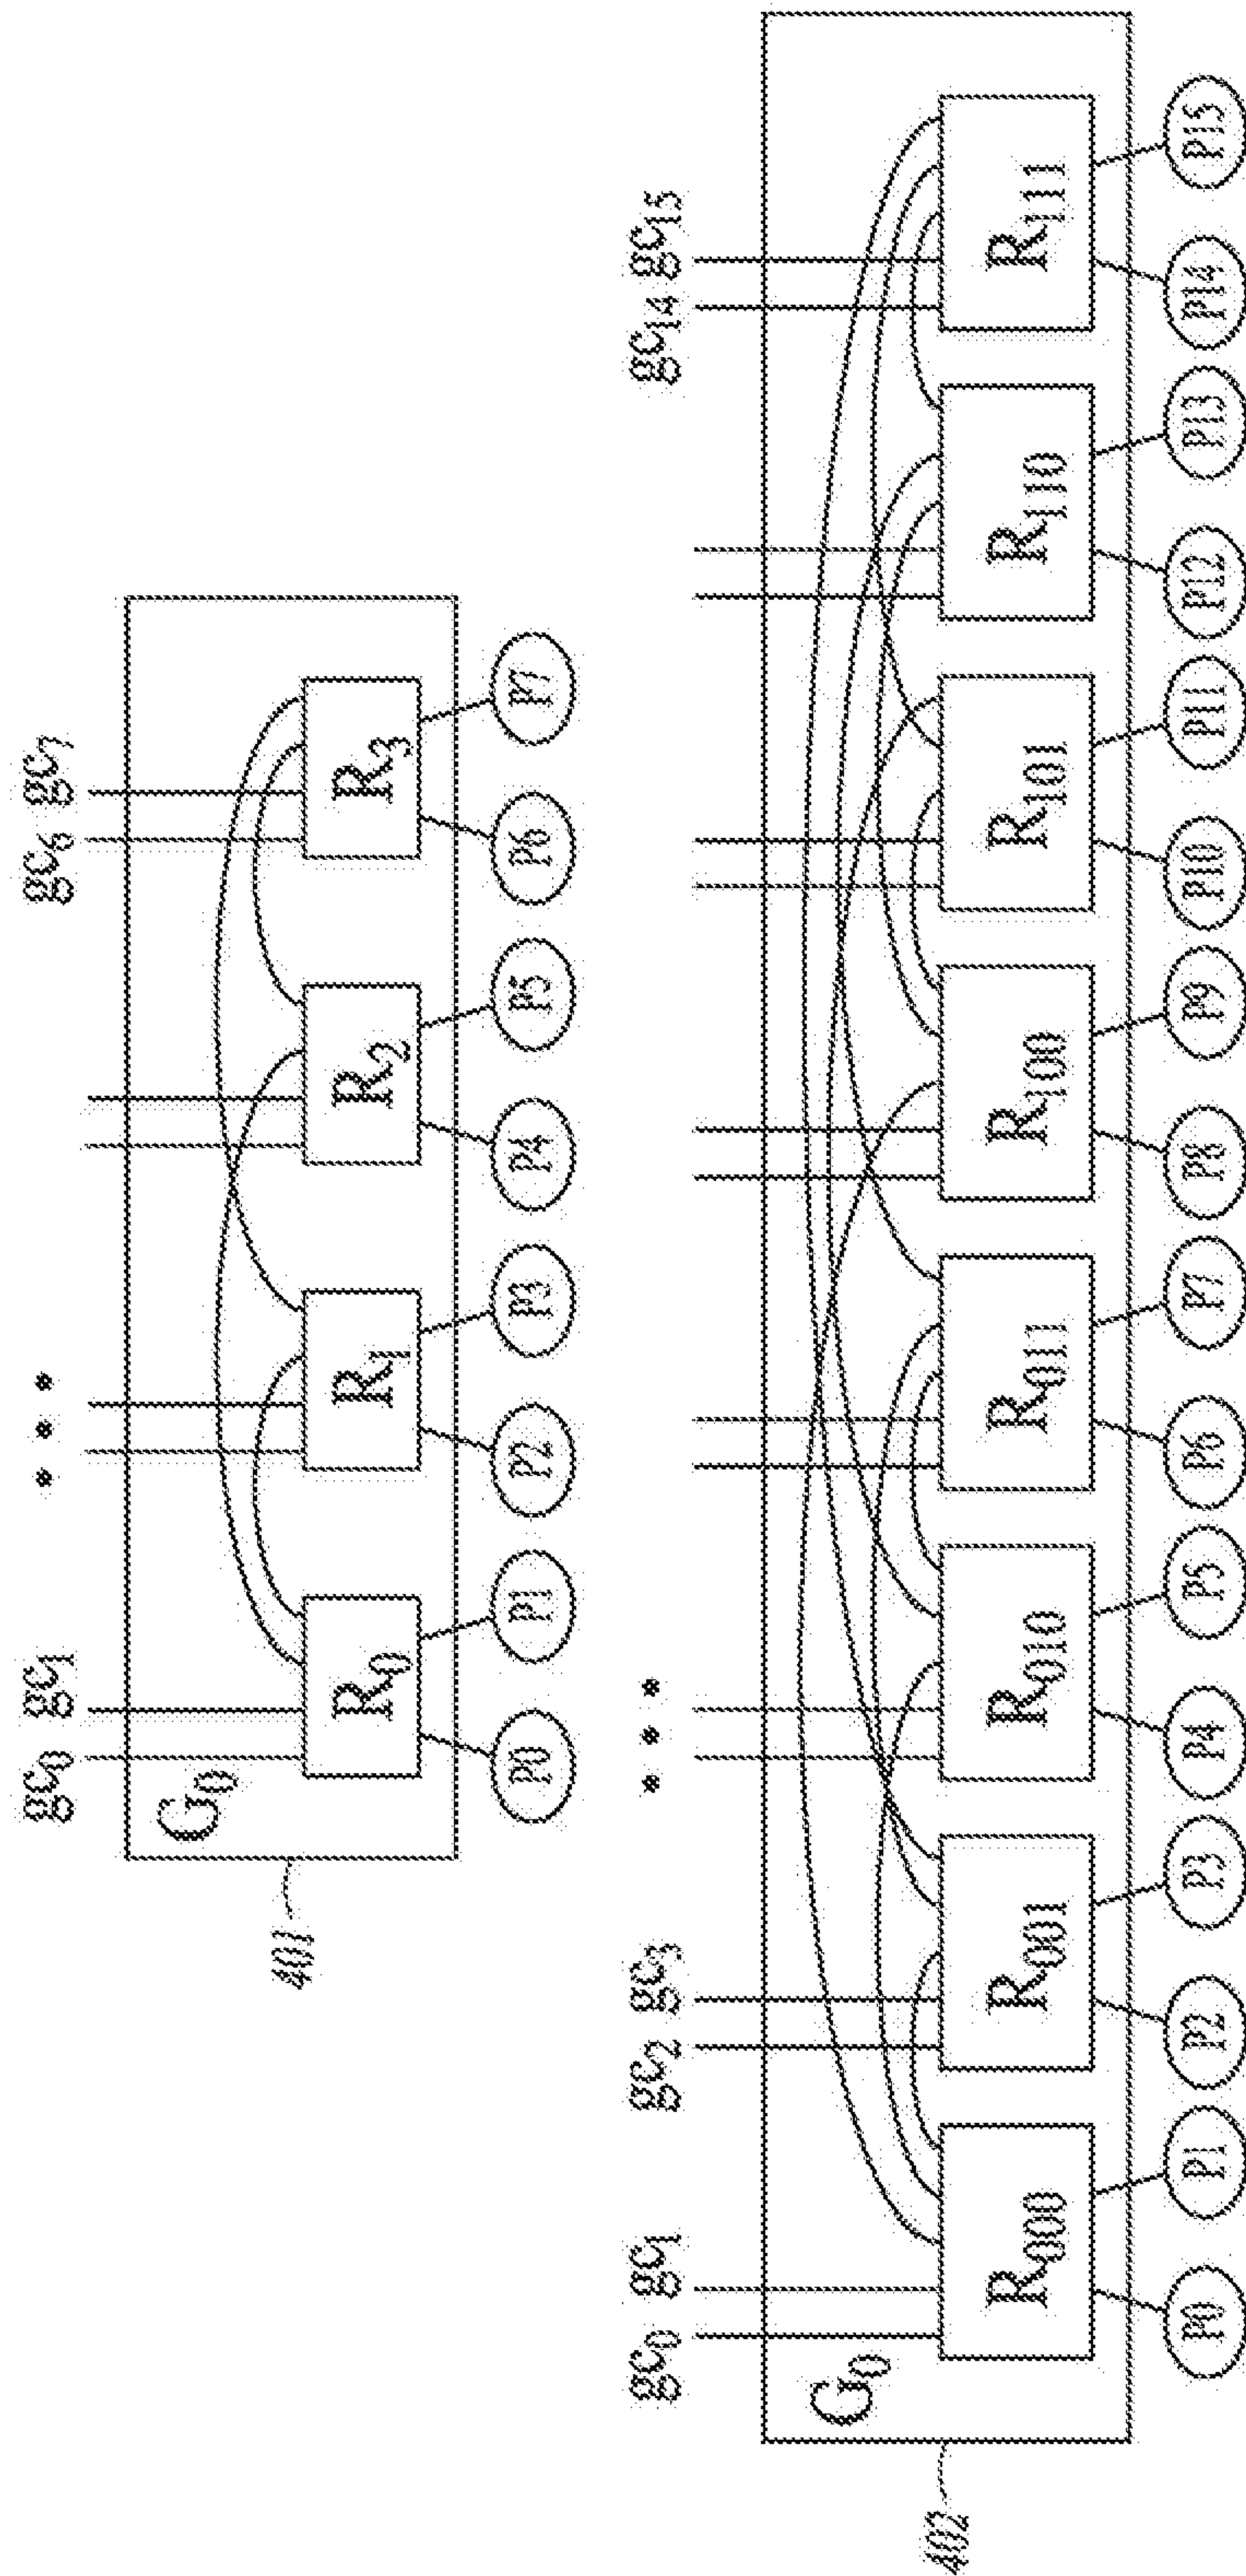 gc0 gc1 • • • gc6 gc7
G0
R0 R1 R2 R3
401
P0 P1 P2 P3 P4 P5 P6 P7
gc0 gc1 gc2 gc3 • • • gc14 gc15
G0
R000 R001 R010 R011 R100 R101 R110 R111
402
P0 P1 P2 P3 P4 P5 P6 P7 P8 P9 P10 P11 P12 P13 P14 P15